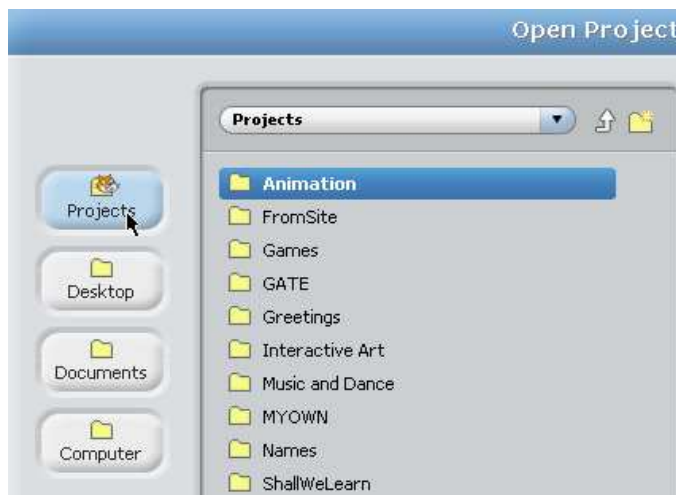 Open Project
Projects
Projects
Desktop
Documents
Computer
Animation
FromSite
Games
GATE
Greetings
Interactive Art
Music and Dance
MYOWN
Names
ShallWeLearn